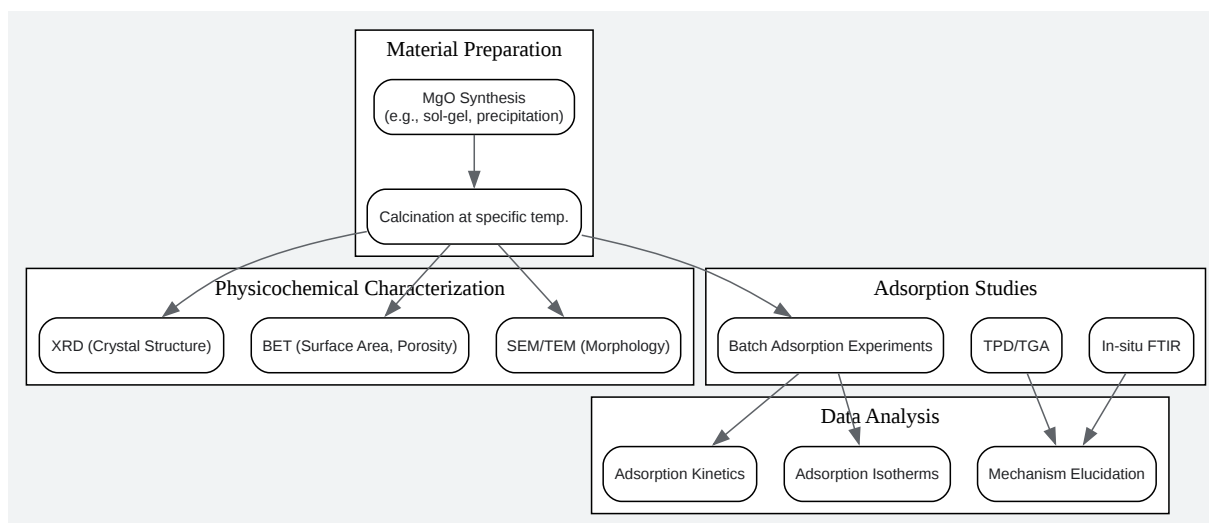 Material Preparation
MgO Synthesis
(e.g., sol-gel, precipitation)
Calcination at specific temp.
Physicochemical Characterization
XRD (Crystal Structure)
BET (Surface Area, Porosity)
SEM/TEM (Morphology)
Adsorption Studies
Batch Adsorption Experiments
TPD/TGA
In-situ FTIR
Data Analysis
Adsorption Kinetics
Adsorption Isotherms
Mechanism Elucidation